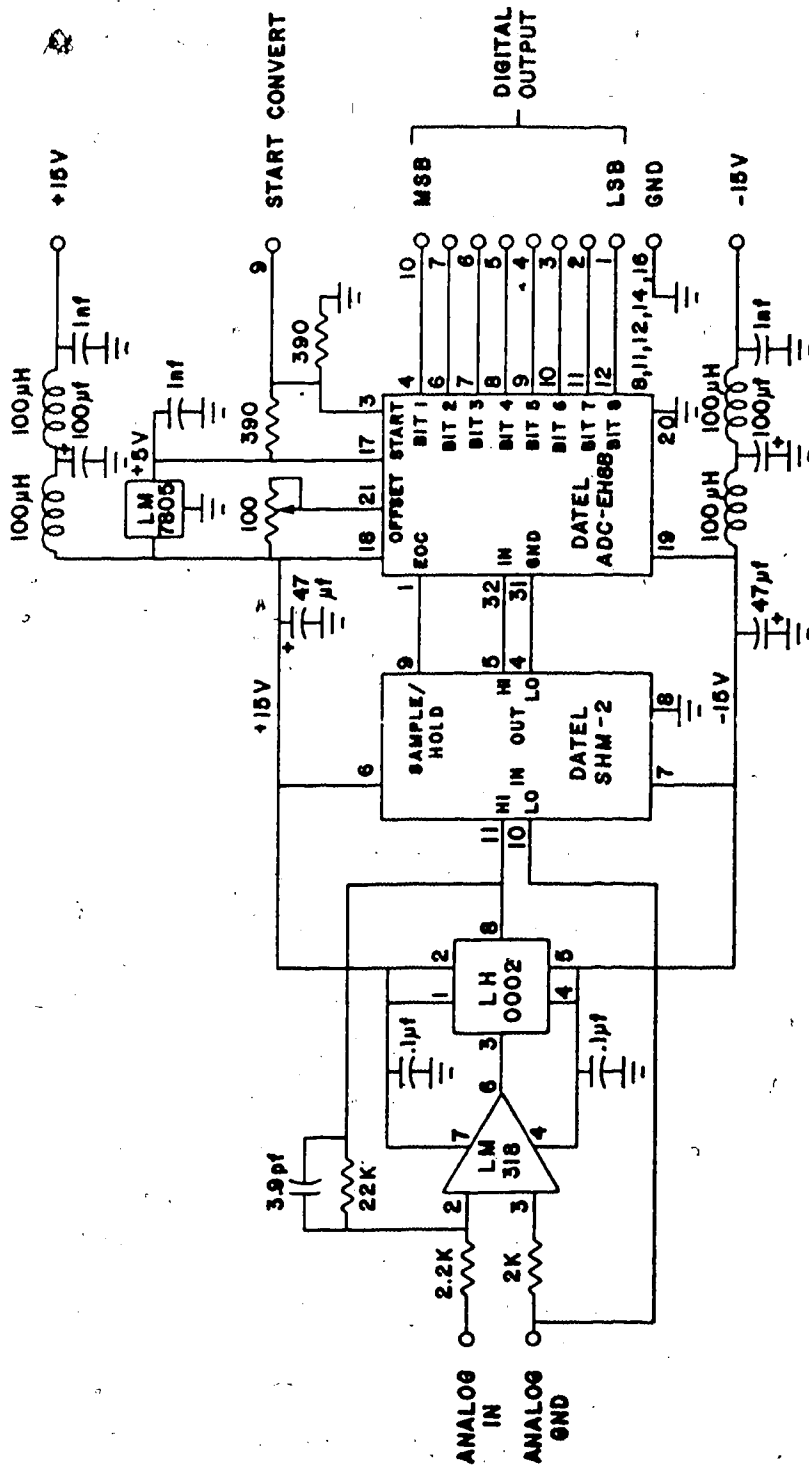 ANALOG
IN
ANALOG
GND
2.2K
2K
3.9pf
22K
2
3
LM
318
7
4
6
.1µf
.1µf
3
LH
0002
1
2
4
5
8
11
10
HI
IN
LO
SAMPLE/
HOLD
OUT
HI
LO
DATEL
SHM-2
6
7
8
9
5
4
+15V
-15V
47
µf
47µf
1
32
31
EOC
IN
GND
OFFSET
START
18
21
17
3
100
390
390
LM
7805
+5V
1nf
100µH
100µf
100µH
1nf
+15V
9
START CONVERT
BIT 1
BIT 2
BIT 3
BIT 4
BIT 5
BIT 6
BIT 7
BIT 8
DATEL
ADC-EH8B
4
6
7
8
9
10
11
12
10
7
6
5
4
3
2
1
MSB
LSB
DIGITAL
OUTPUT
19
20
8,11,12,14,16
GND
100µH
100µf
100µH
1nf
-15V